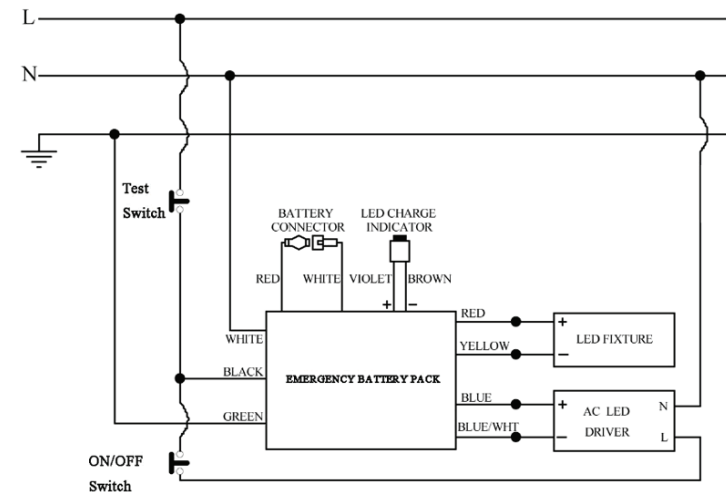 L
N
Test
Switch
BATTERY
CONNECTOR
LED CHARGE
INDICATOR
RED
WHITE
VIOLET
BROWN
+
−
WHITE
BLACK
GREEN
EMERGENCY BATTERY PACK
RED
YELLOW
BLUE
BLUE/WHT
+
−
LED FIXTURE
+
−
AC LED
DRIVER
N
L
ON/OFF
Switch